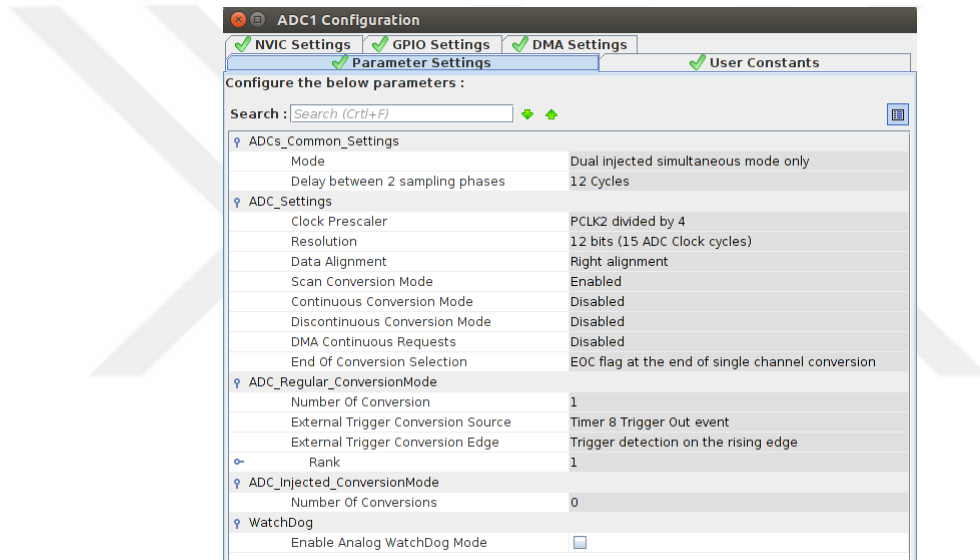 ADC1 Configuration
NVIC Settings GPIO Settings DMA Settings
Parameter Settings User Constants
Configure the below parameters :
Search : Search (Crtl+F)
ADCs_Common_Settings
Mode Dual injected simultaneous mode only
Delay between 2 sampling phases 12 Cycles
ADC_Settings
Clock Prescaler PCLK2 divided by 4
Resolution 12 bits (15 ADC Clock cycles)
Data Alignment Right alignment
Scan Conversion Mode Enabled
Continuous Conversion Mode Disabled
Discontinuous Conversion Mode Disabled
DMA Continuous Requests Disabled
End Of Conversion Selection EOC flag at the end of single channel conversion
ADC_Regular_ConversionMode
Number Of Conversion 1
External Trigger Conversion Source Timer 8 Trigger Out event
External Trigger Conversion Edge Trigger detection on the rising edge
Rank 1
ADC_Injected_ConversionMode
Number Of Conversions 0
WatchDog
Enable Analog WatchDog Mode